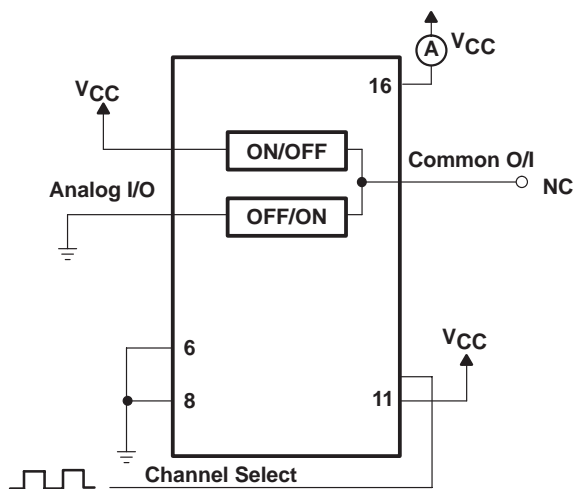 A VCC
16
VCC
ON/OFF
Common O/I
Analog I/O
NC
OFF/ON
6
VCC
8
11
Channel Select